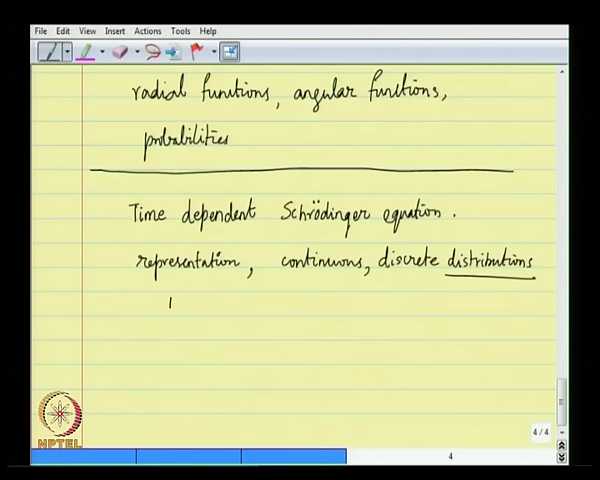 File Edit View Insert Actions Tools Help
radial functions, angular functions,
probabilities
Time dependent Schrödinger equation.
representation, continuous, discrete distributions
4/4
NPTEL
4